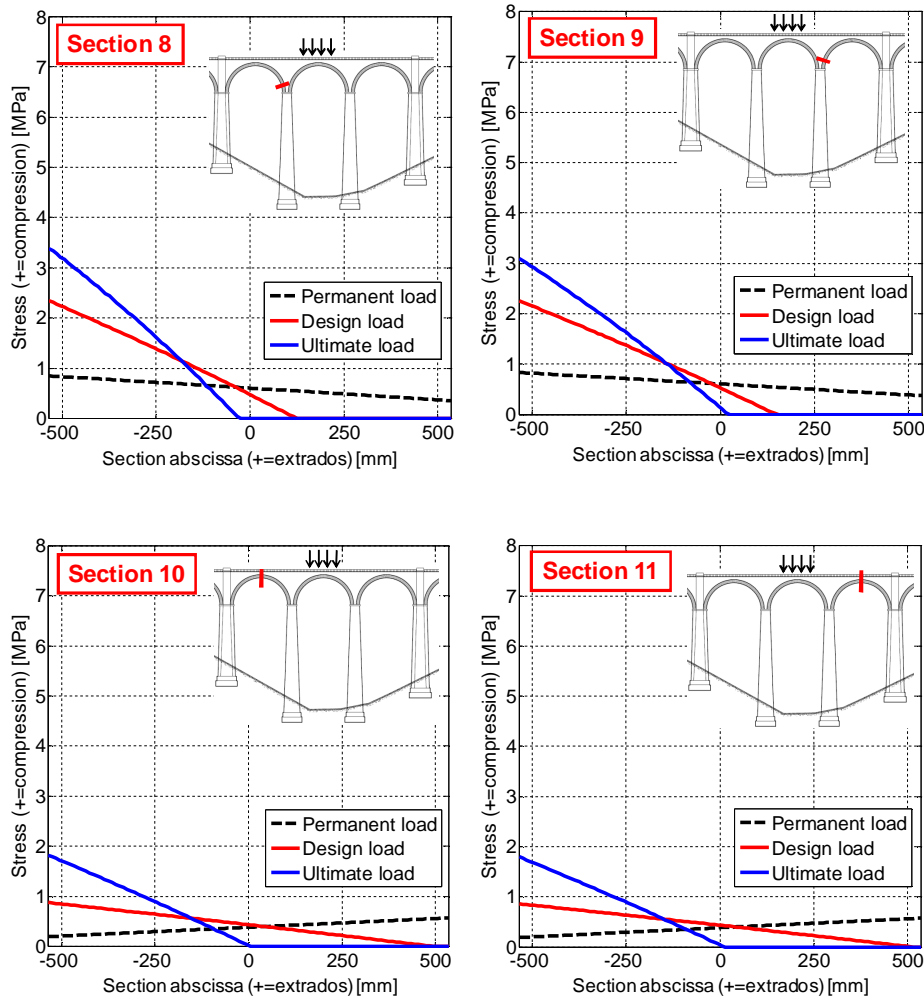 Section 8
Stress (+=compression) [MPa]
8
7
6
5
4
3
2
1
0
Permanent load
Design load
Ultimate load
-500
-250
0
250
500
Section abscissa (+=extrados) [mm]
Section 9
Stress (+=compression) [MPa]
8
7
6
5
4
3
2
1
0
Permanent load
Design load
Ultimate load
-500
-250
0
250
500
Section abscissa (+=extrados) [mm]
Section 10
Stress (+=compression) [MPa]
8
7
6
5
4
3
2
1
0
Permanent load
Design load
Ultimate load
-500
-250
0
250
500
Section abscissa (+=extrados) [mm]
Section 11
Stress (+=compression) [MPa]
8
7
6
5
4
3
2
1
0
Permanent load
Design load
Ultimate load
-500
-250
0
250
500
Section abscissa (+=extrados) [mm]